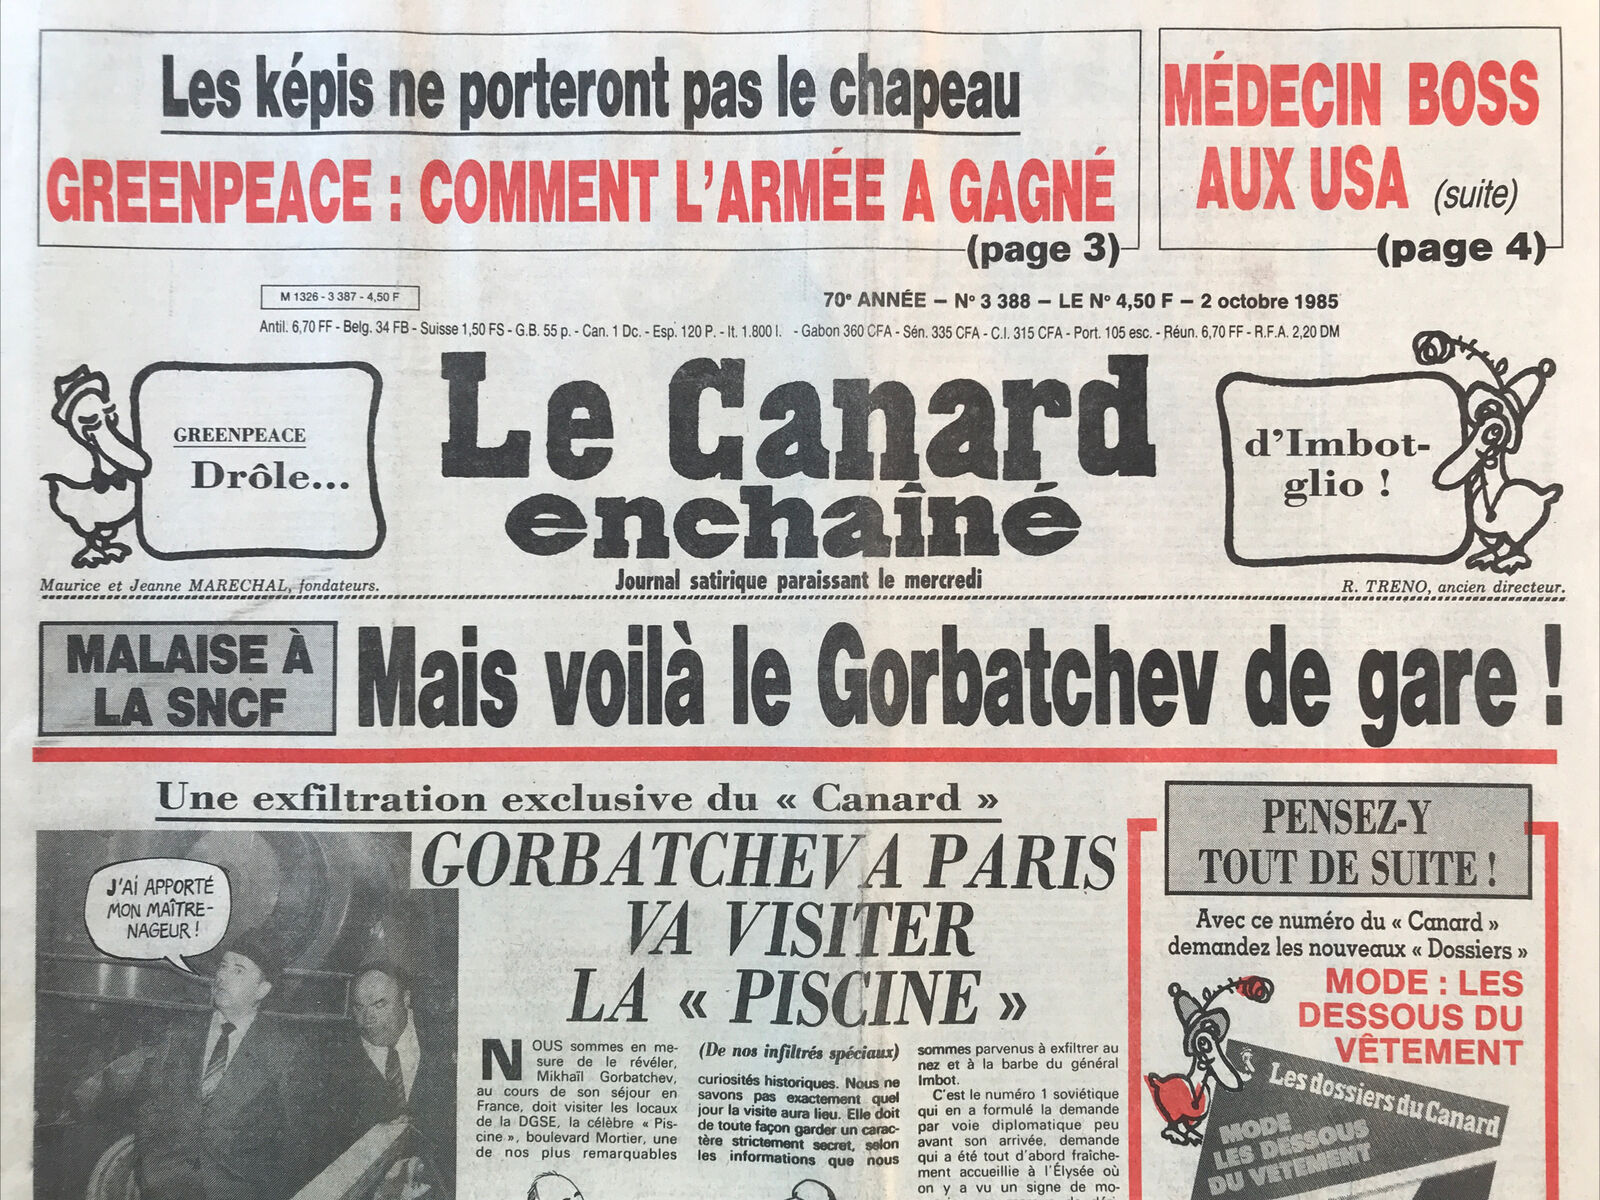 Les képis ne porteront pas le chapeau
GREENPEACE : COMMENT L'ARMÉE A GAGNÉ
(page 3)
MÉDECIN BOSS
AUX USA (suite)
(page 4)
M 1326 - 3 387 - 4,50 F
70e ANNÉE – No 3 388 – LE No 4,50 F – 2 octobre 1985
Antil. 6,70 FF - Belg. 34 FB - Suisse 1,50 FS - G.B. 55 p. - Can. 1 Dc. - Esp. 120 P. - It. 1.800 l. - Gabon 360 CFA - Sén. 335 CFA - C.I. 315 CFA - Port. 105 esc. - Réun. 6,70 FF - R.F.A. 2,20 DM
GREENPEACE
Drôle...
Le Canard
enchaîné
d'Imbot-
glio !
Maurice et Jeanne MARECHAL, fondateurs.
Journal satirique paraissant le mercredi
R. TRENO, ancien directeur.
MALAISE À
LA SNCF
Mais voilà le Gorbatchev de gare !
Une exfiltration exclusive du « Canard »
GORBATCHEV A PARIS
VA VISITER
LA « PISCINE »
J'AI APPORTÉ
MON MAÎTRE-
NAGEUR !
NOUS sommes en me-
sure de le révéler,
Mikhaïl Gorbatchev,
au cours de son séjour en
France, doit visiter les locaux
de la DGSE, la célèbre « Pis-
cine », boulevard Mortier, une
de nos plus remarquables
(De nos infiltrés spéciaux)
curiosités historiques. Nous ne
savons pas exactement quel
jour la visite aura lieu. Elle doit
de toute façon garder un carac-
tère strictement secret, selon
les informations que nous
sommes parvenus à exfiltrer au
nez et à la barbe du général
Imbot.
C'est le numéro 1 soviétique
qui en a formulé la demande
par voie diplomatique peu
avant son arrivée, demande
qui a été tout d'abord fraîche-
ment accueillie à l'Élysée où
on y a vu un signe de mo-
PENSEZ-Y
TOUT DE SUITE !
Avec ce numéro du « Canard »
demandez les nouveaux « Dossiers »
MODE : LES
DESSOUS DU
VÊTEMENT
Les dossiers du Canard
MODE
LES DESSOUS
DU VETEMENT